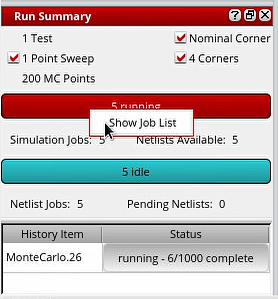 Run Summary
1 Test
Nominal Corner
1 Point Sweep
4 Corners
200 MC Points
5 running
Show Job List
Simulation Jobs: 5
Netlists Available: 5
5 idle
Netlist Jobs: 5
Pending Netlists: 0
History Item
Status
MonteCarlo.26
running - 6/1000 complete